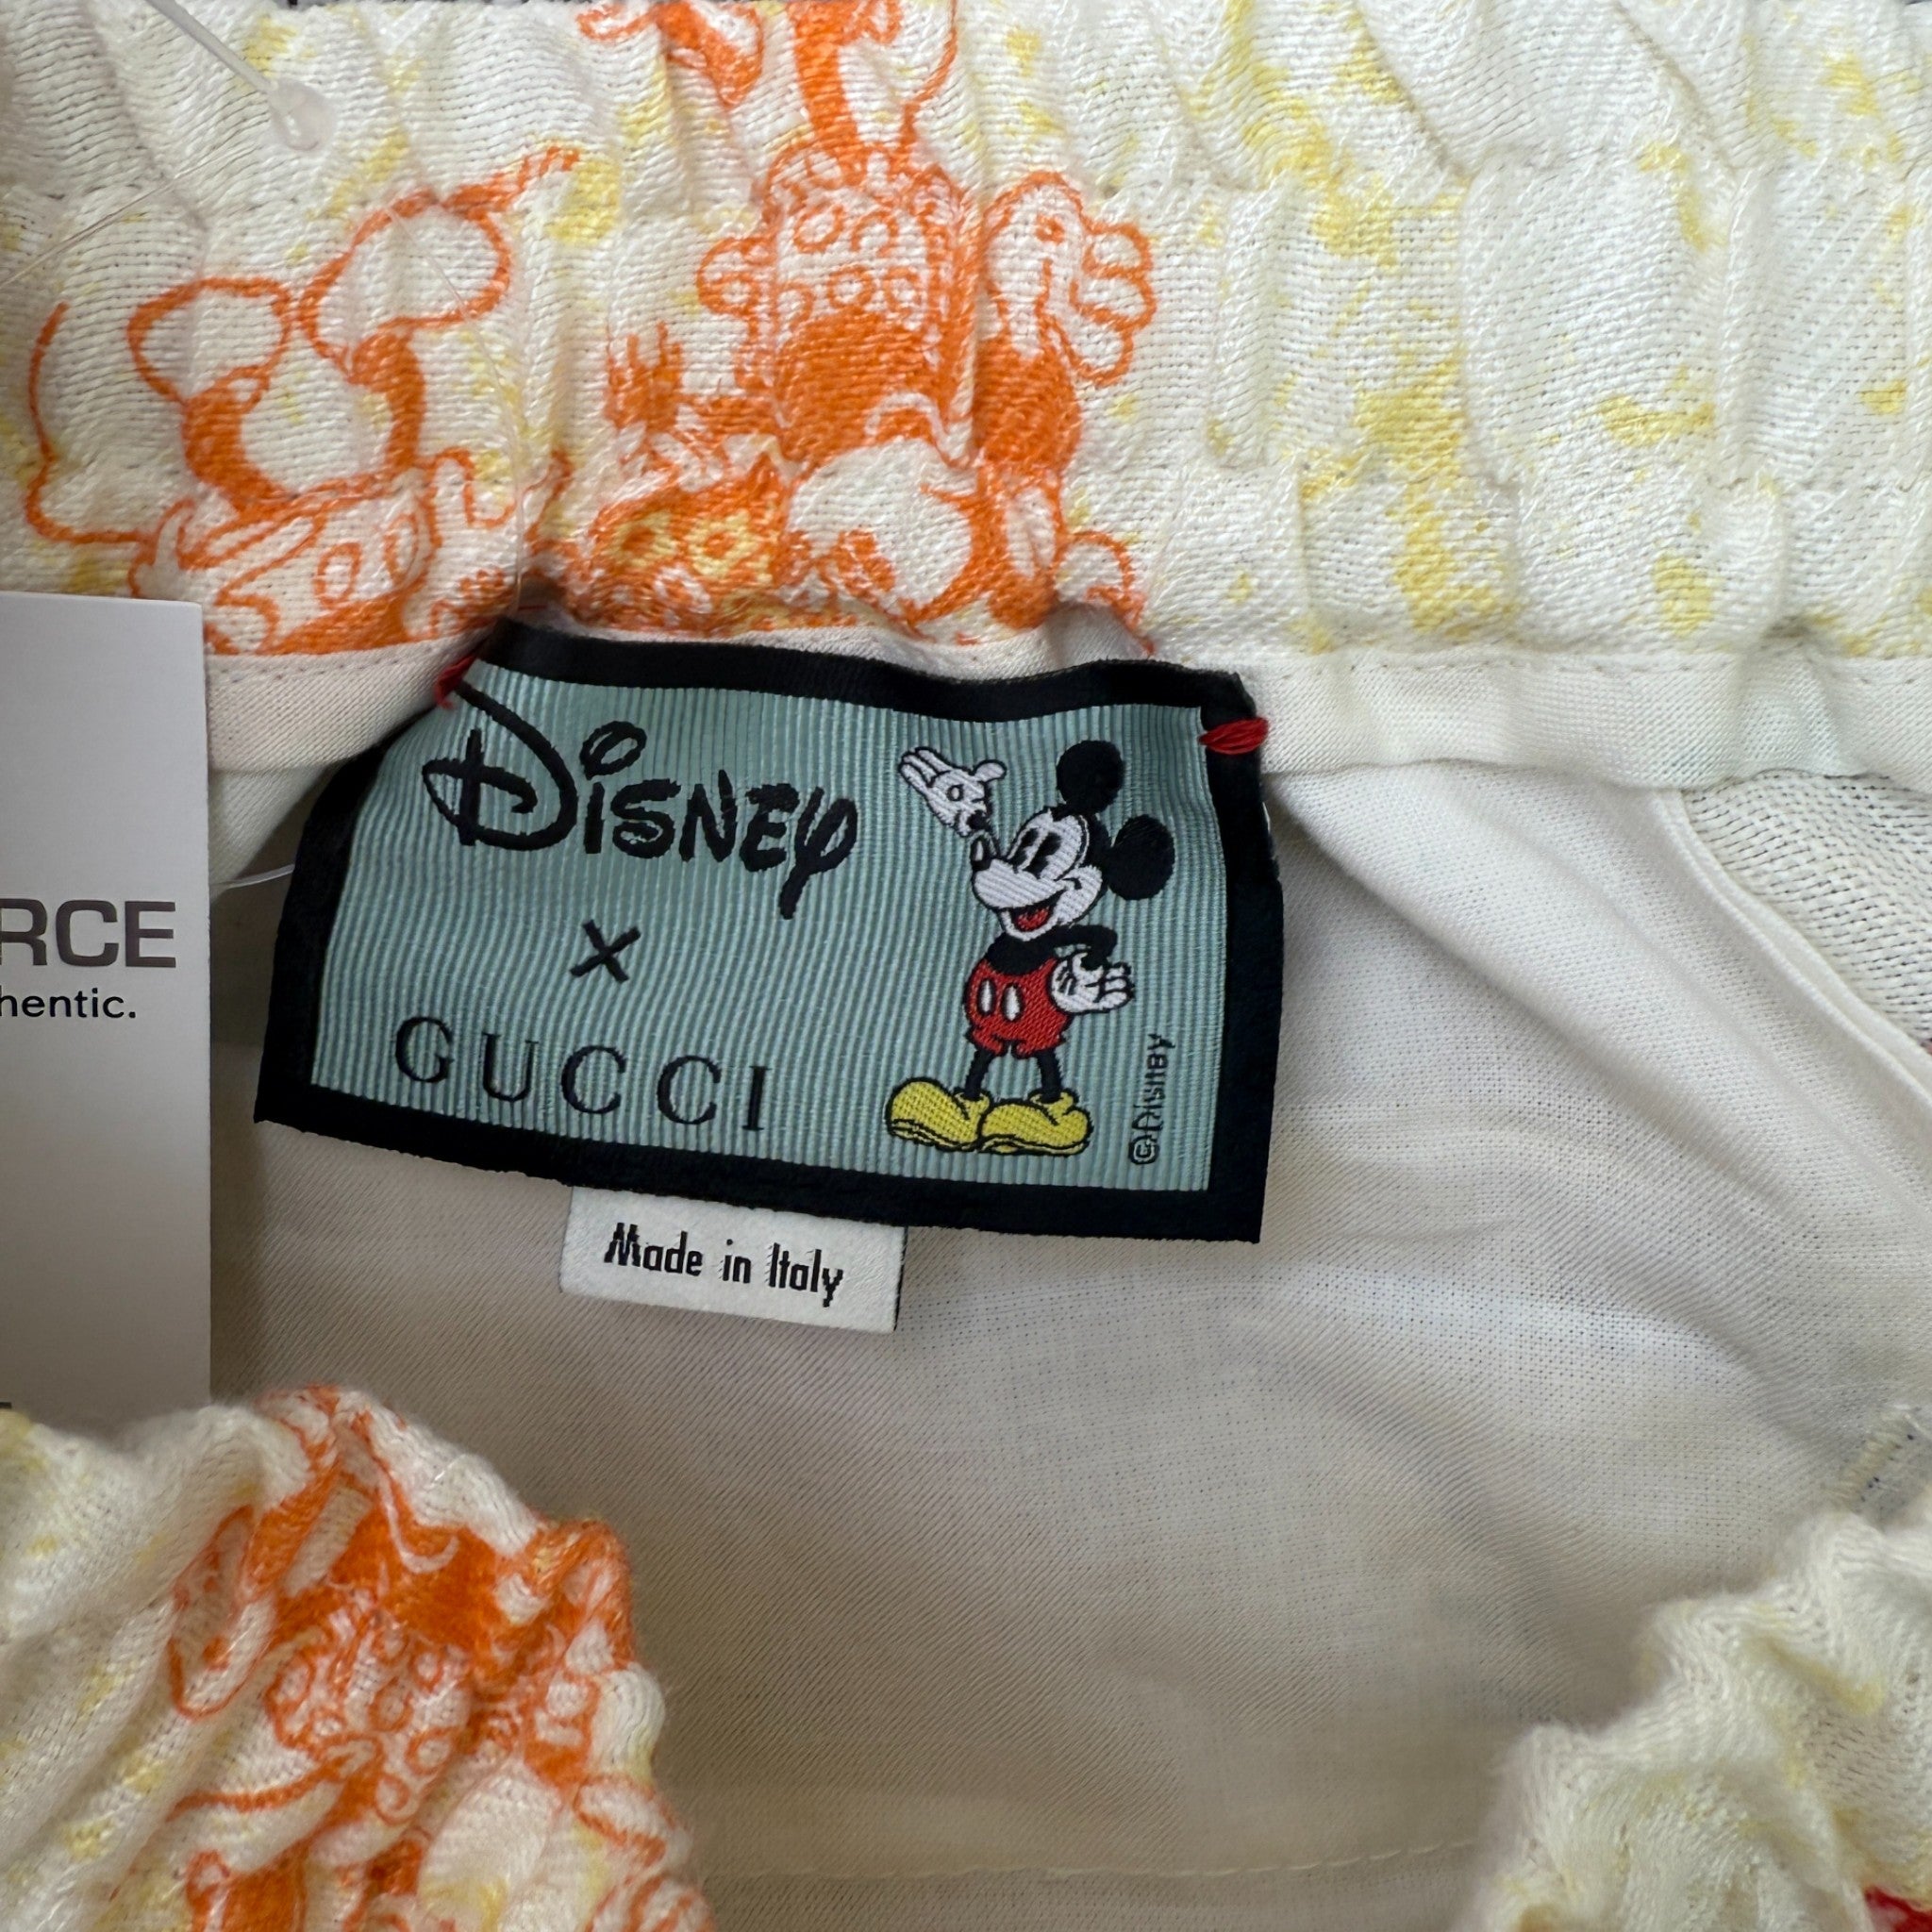 RCE
hentic.
Disney
x
GUCCI
©Disney
Made in Italy